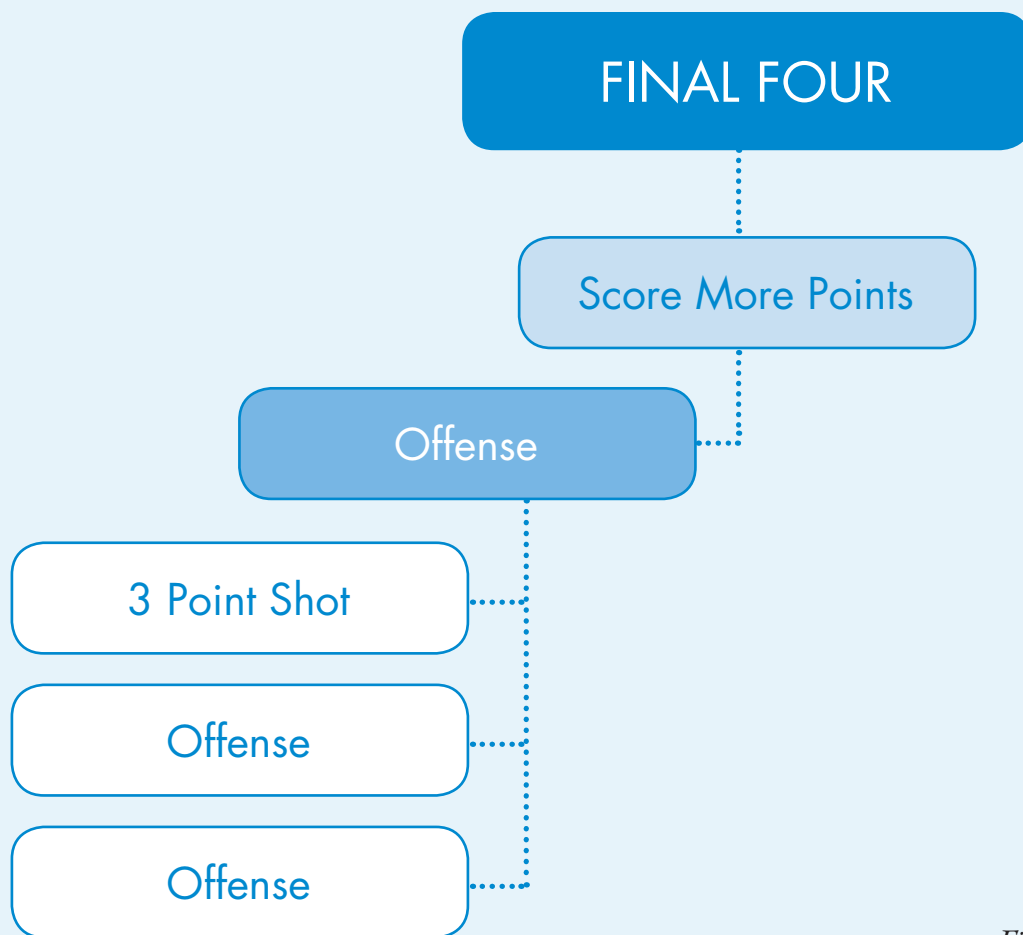 FINAL FOUR
Score More Points
Offense
3 Point Shot
Offense
Offense